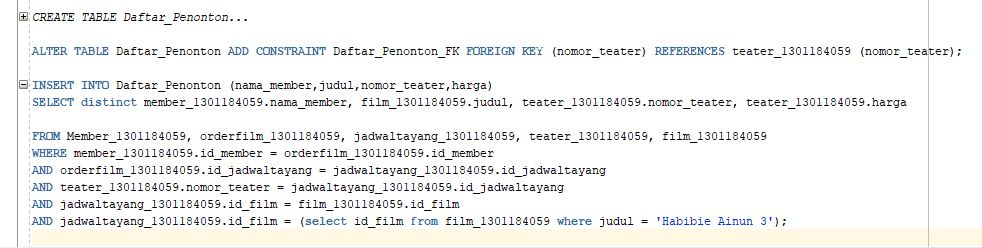 CREATE TABLE Daftar_Penonton...
ALTER TABLE Daftar_Penonton ADD CONSTRAINT Daftar_Penonton_FK FOREIGN KEY (nomor_teater) REFERENCES teater_1301184059 (nomor_teater);
INSERT INTO Daftar_Penonton (nama_member,judul,nomor_teater,harga)
SELECT distinct member_1301184059.nama_member, film_1301184059.judul, teater_1301184059.nomor_teater, teater_1301184059.harga
FROM Member_1301184059, orderfilm_1301184059, jadwaltayang_1301184059, teater_1301184059, film_1301184059
WHERE member_1301184059.id_member = orderfilm_1301184059.id_member
AND orderfilm_1301184059.id_jadwaltayang = jadwaltayang_1301184059.id_jadwaltayang
AND teater_1301184059.nomor_teater = jadwaltayang_1301184059.id_jadwaltayang
AND jadwaltayang_1301184059.id_film = film_1301184059.id_film
AND jadwaltayang_1301184059.id_film = (select id_film from film_1301184059 where judul = 'Habibie Ainun 3');